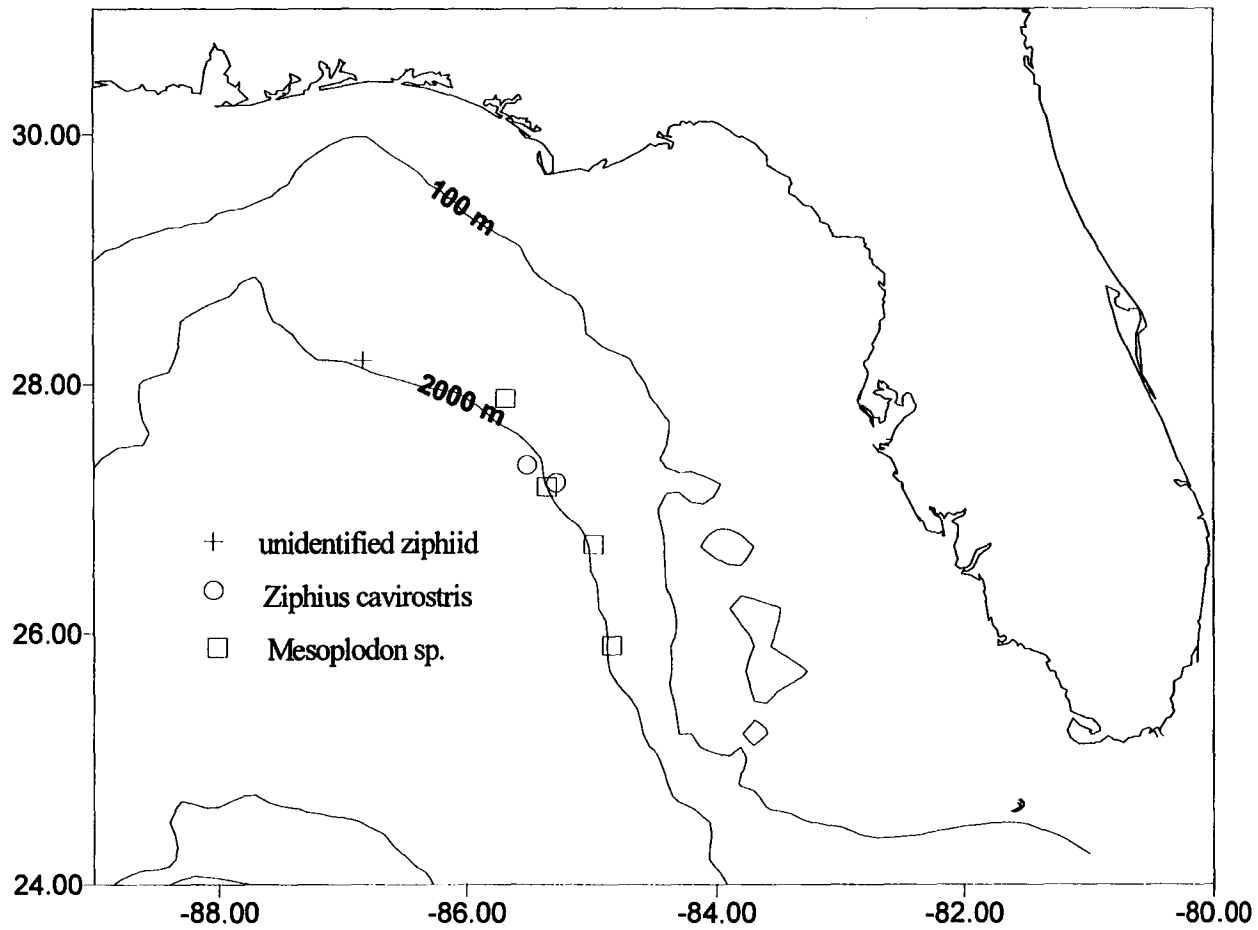 30.00
100 m
28.00
2000 m
+ unidentified ziphiid
Ziphius cavirostris
26.00
Mesoplodon sp.
24.00
-88.00
-86.00
-84.00
-82.00
-80.00